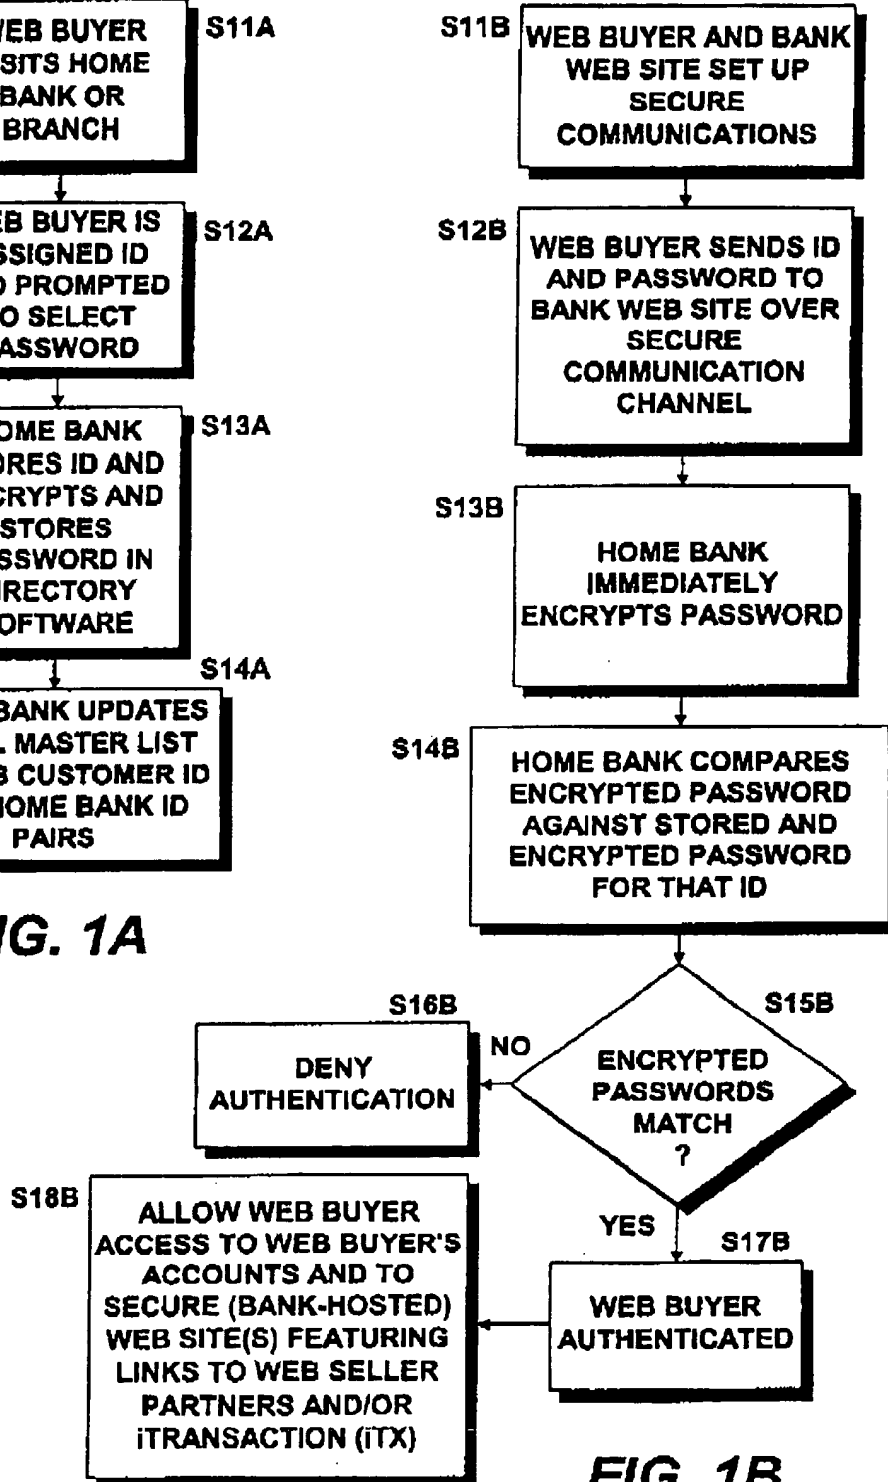 S11A
EB BUYER
SITS HOME
BANK OR
BRANCH
S12A
EB BUYER IS
SSIGNED ID
PROMPTED
O SELECT
ASSWORD
S13A
OME BANK
ORES ID AND
CRYPTS AND
STORES
SSWORD IN
IRECTORY
OFTWARE
S14A
BANK UPDATES
MASTER LIST
CUSTOMER ID
HOME BANK ID
PAIRS
IG. 1A
S11B
WEB BUYER AND BANK
WEB SITE SET UP
SECURE
COMMUNICATIONS
S12B
WEB BUYER SENDS ID
AND PASSWORD TO
BANK WEB SITE OVER
SECURE
COMMUNICATION
CHANNEL
S13B
HOME BANK
IMMEDIATELY
ENCRYPTS PASSWORD
S14B
HOME BANK COMPARES
ENCRYPTED PASSWORD
AGAINST STORED AND
ENCRYPTED PASSWORD
FOR THAT ID
S15B
ENCRYPTED
PASSWORDS
MATCH
?
NO
S16B
DENY
AUTHENTICATION
YES
S17B
WEB BUYER
AUTHENTICATED
S18B
ALLOW WEB BUYER
ACCESS TO WEB BUYER'S
ACCOUNTS AND TO
SECURE (BANK-HOSTED)
WEB SITE(S) FEATURING
LINKS TO WEB SELLER
PARTNERS AND/OR
iTRANSACTION (iTX)
FIG. 1B